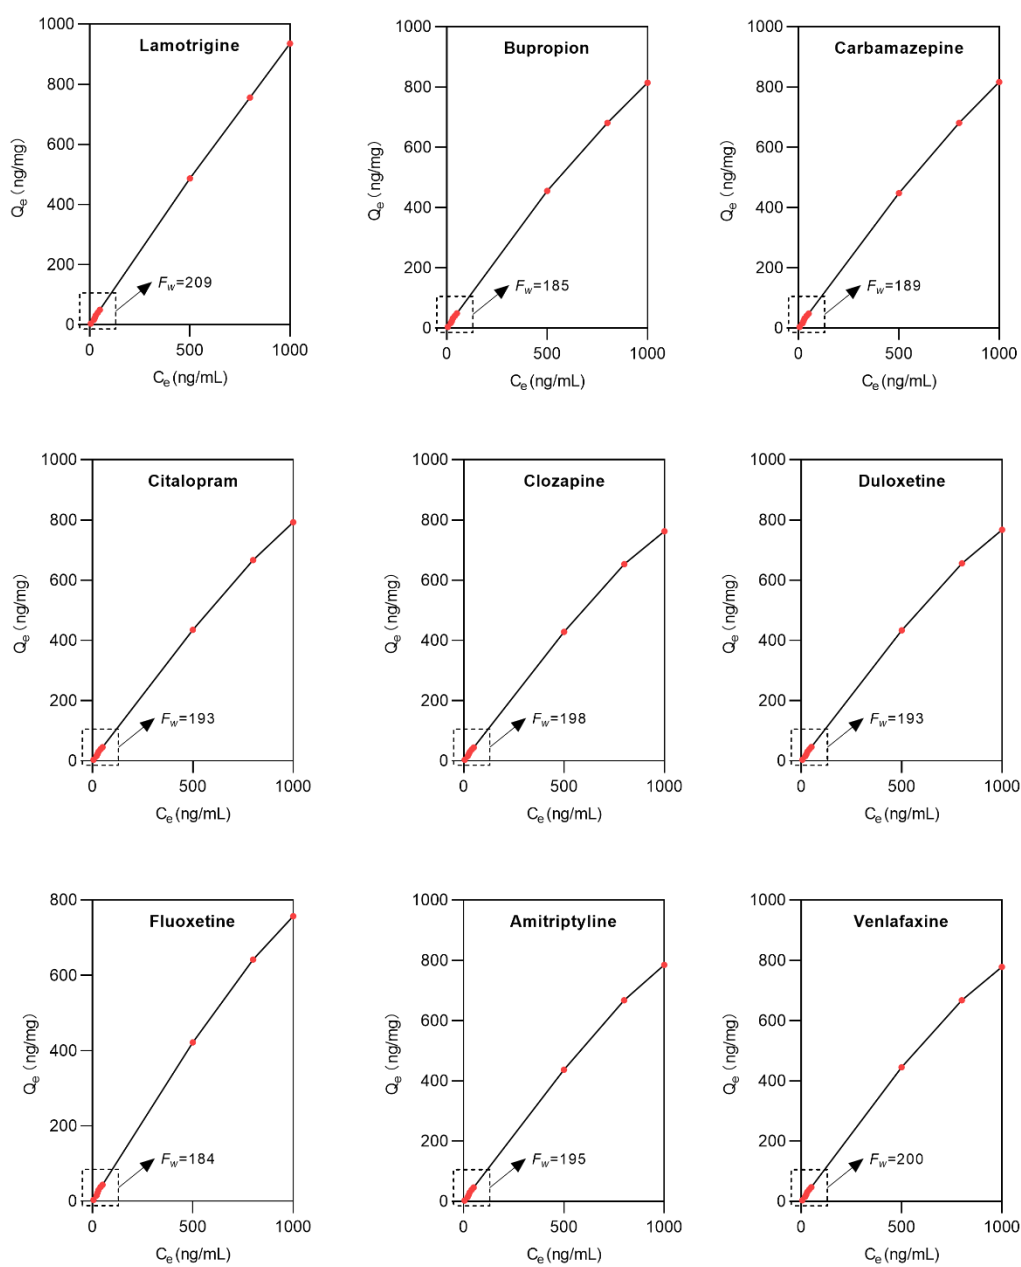 Lamotrigine
1000
800
600
400
200
0
Qe (ng/mg)
Fw=209
0 500 1000
Ce (ng/mL)
Bupropion
1000
800
600
400
200
0
Qe (ng/mg)
Fw=185
0 500 1000
Ce (ng/mL)
Carbamazepine
1000
800
600
400
200
0
Qe (ng/mg)
Fw=189
0 500 1000
Ce (ng/mL)
Citalopram
1000
800
600
400
200
0
Qe (ng/mg)
Fw=193
0 500 1000
Ce (ng/mL)
Clozapine
1000
800
600
400
200
0
Qe (ng/mg)
Fw=198
0 500 1000
Ce (ng/mL)
Duloxetine
1000
800
600
400
200
0
Qe (ng/mg)
Fw=193
0 500 1000
Ce (ng/mL)
Fluoxetine
800
600
400
200
0
Qe (ng/mg)
Fw=184
0 500 1000
Ce (ng/mL)
Amitriptyline
1000
800
600
400
200
0
Qe (ng/mg)
Fw=195
0 500 1000
Ce (ng/mL)
Venlafaxine
1000
800
600
400
200
0
Qe (ng/mg)
Fw=200
0 500 1000
Ce (ng/mL)